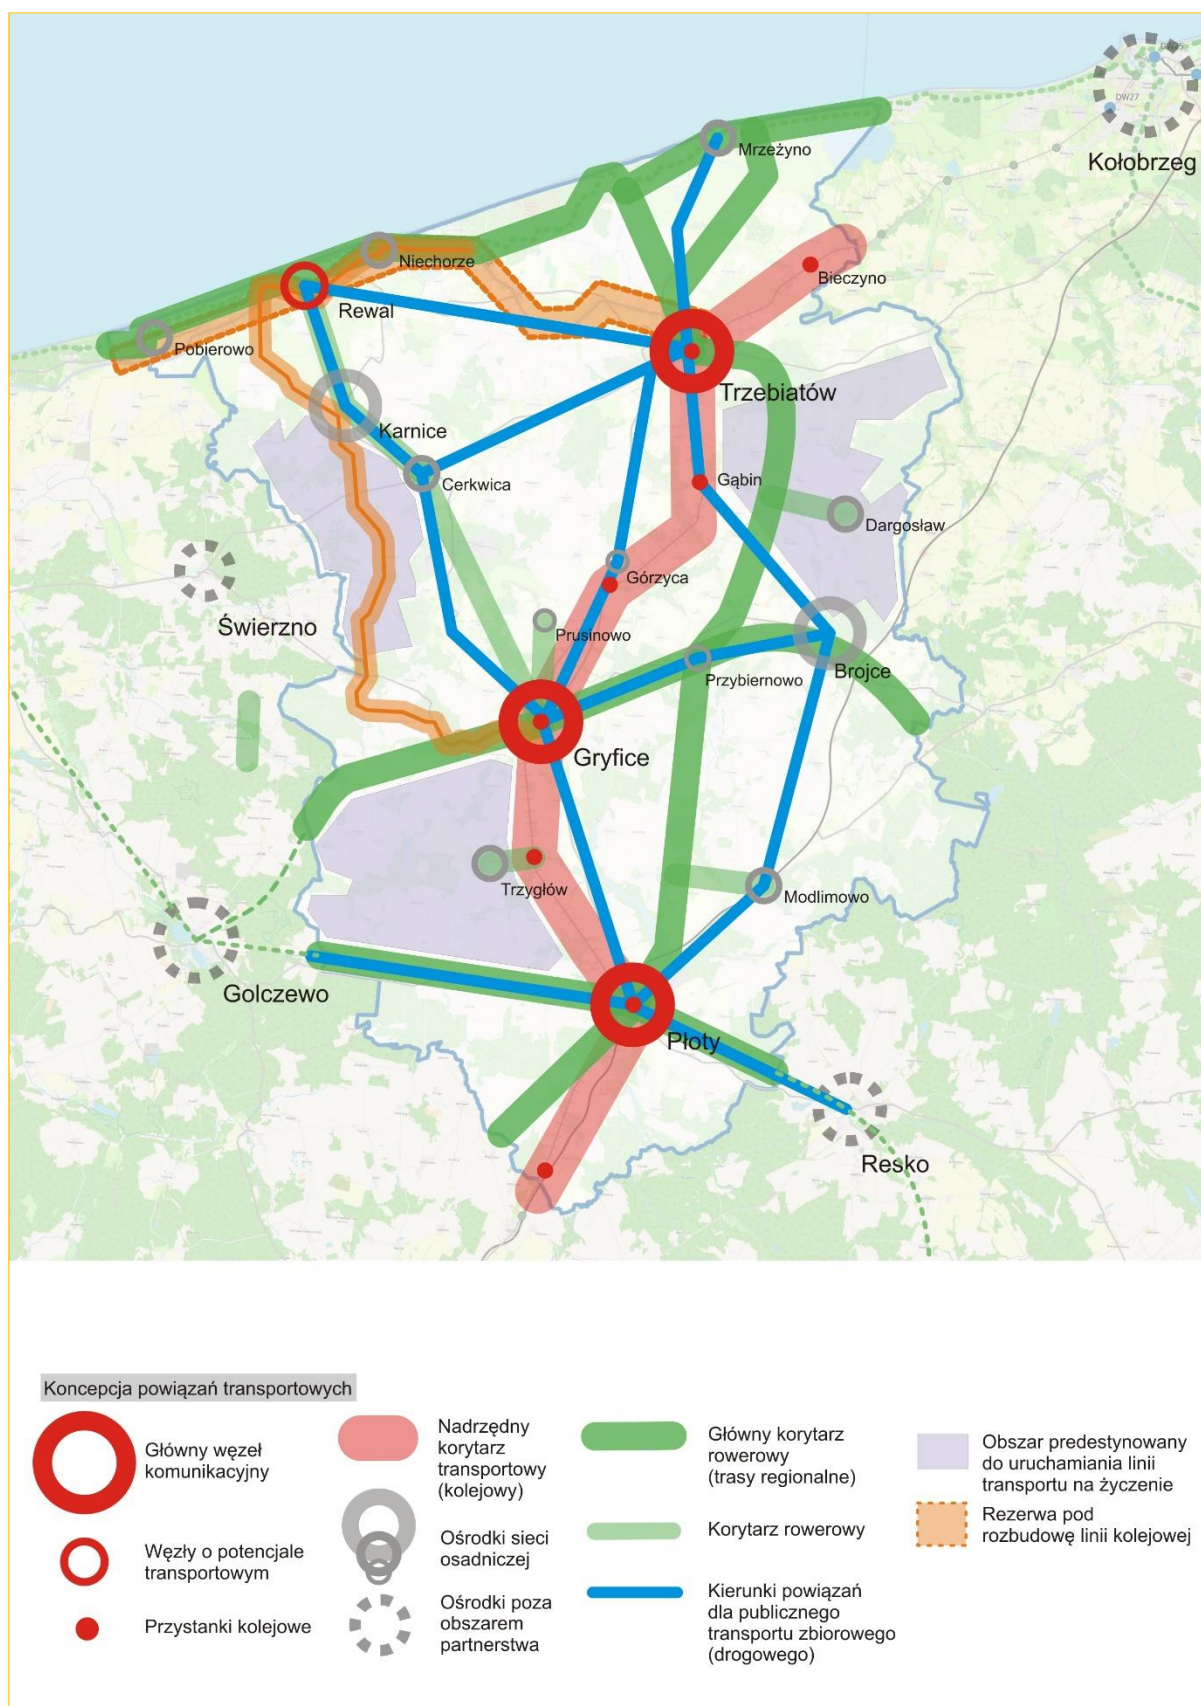 DW25
DW27
Kołobrzeg
Mrzeżyno
Niechorze
Bieczyno
Rewal
Pobierowo
Trzebiatów
Karnice
Cerkwica
Gąbin
Dargosław
Górzyca
Świerzno
Prusinowo
Przybiernowo
Brojce
Gryfice
Trzygłów
Modlimowo
Golczewo
Płoty
Resko
Koncepcja powiązań transportowych
Główny węzeł
komunikacyjny
Węzły o potencjale
transportowym
Przystanki kolejowe
Nadrzędny
korytarz
transportowy
(kolejowy)
Ośrodki sieci
osadniczej
Ośrodki poza
obszarem
partnerstwa
Główny korytarz
rowerowy
(trasy regionalne)
Korytarz rowerowy
Kierunki powiązań
dla publicznego
transportu zbiorowego
(drogowego)
Obszar predestynowany
do uruchamiania linii
transportu na życzenie
Rezerwa pod
rozbudowę linii kolejowej